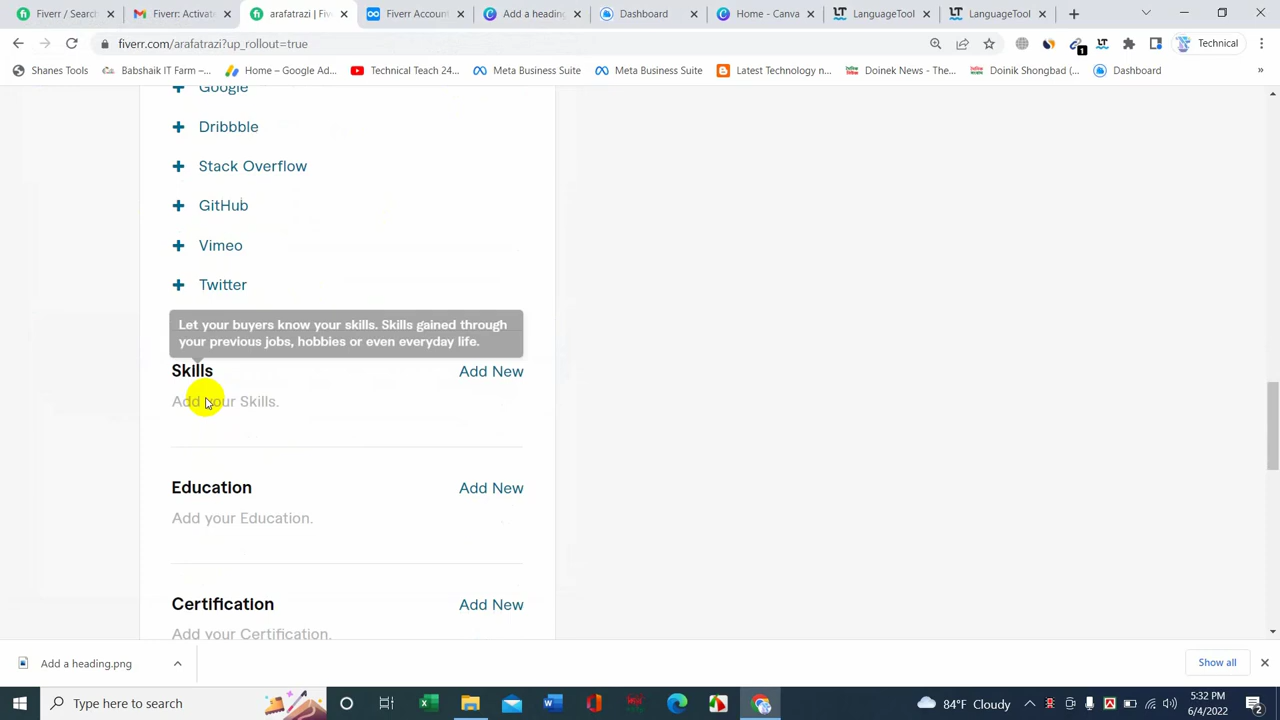 Fiverr / Search
Gmail: Activate
arafatrazi | Fiverr
Fiverr Account
Add a heading
Dashboard
Home - Canva
LanguageTool
LanguageTool
fiverr.com/arafatrazi?up_rollout=true
1
Technical
Shanes Tools
Babshaik IT Farm –...
Home – Google Ad...
Technical Teach 24...
Meta Business Suite
Meta Business Suite
Latest Technology n...
Doinek News - The...
Doinik Shongbad (...
Dashboard
»
Google
Dribbble
Stack Overflow
GitHub
Vimeo
Twitter
Let your buyers know your skills. Skills gained through
your previous jobs, hobbies or even everyday life.
Skills Add New
Add your Skills.
Education Add New
Add your Education.
Certification Add New
Add your Certification.
Add a heading.png
Show all
Type here to search
84°F Cloudy
5:32 PM
6/4/2022
2